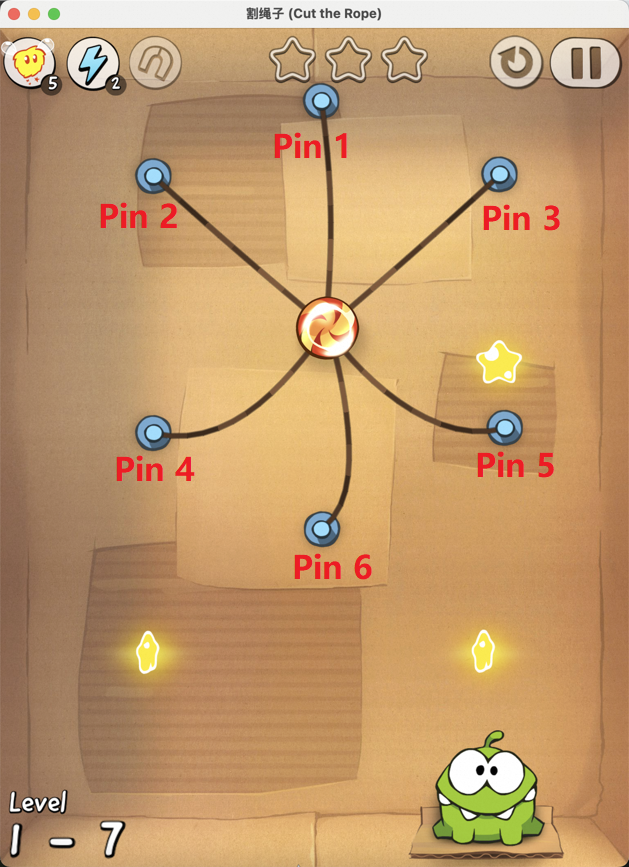 割绳子 (Cut the Rope)
5
2
Pin 1
Pin 2
Pin 3
Pin 4
Pin 5
Pin 6
Level
1 - 7